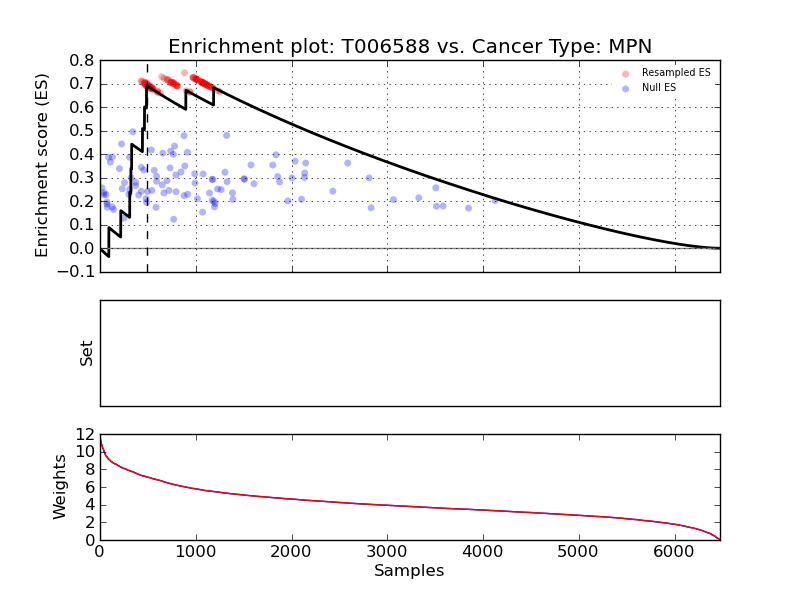 Enrichment plot: T006588 vs. Cancer Type: MPN
0.8
0.7
0.6
0.5
0.4
0.3
0.2
0.1
0.0
−0.1
Enrichment score (ES)
Resampled ES
Null ES
Set
12
10
8
6
4
2
0
Weights
0 1000 2000 3000 4000 5000 6000
Samples